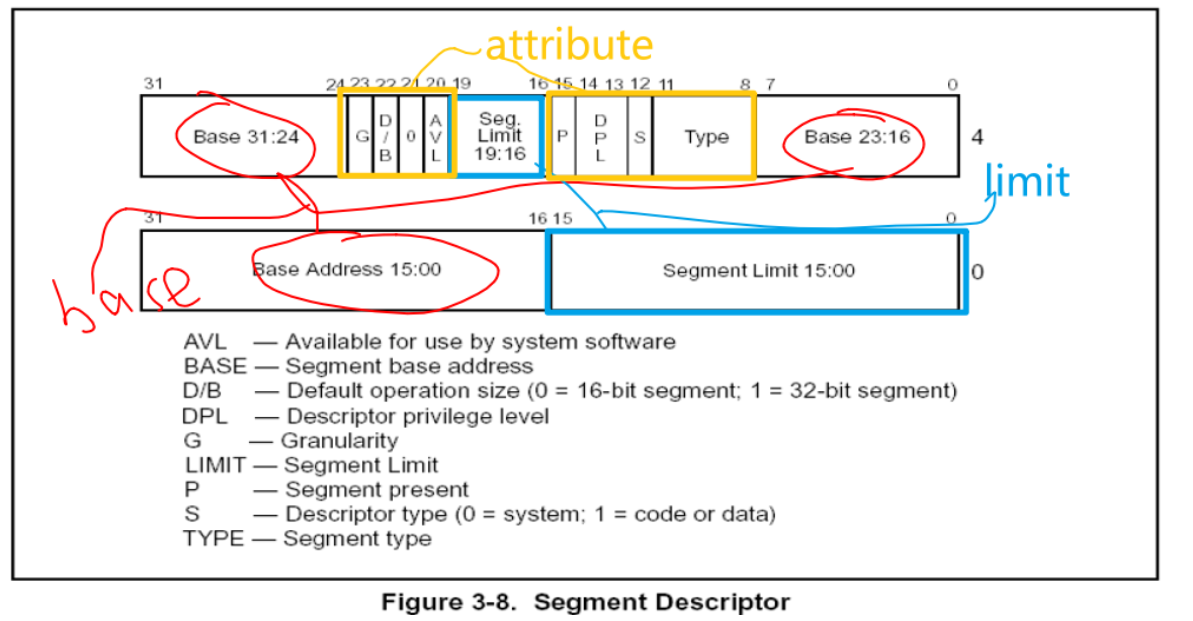 attribute
31 24 23 22 21 20 19 16 15 14 13 12 11 8 7 0
Base 31:24 G D/B 0 AVL Seg. Limit 19:16 P DPL S Type Base 23:16 4
limit
31 16 15 0
Base Address 15:00 Segment Limit 15:00 0
base
AVL — Available for use by system software
BASE — Segment base address
D/B — Default operation size (0 = 16-bit segment; 1 = 32-bit segment)
DPL — Descriptor privilege level
G — Granularity
LIMIT — Segment Limit
P — Segment present
S — Descriptor type (0 = system; 1 = code or data)
TYPE — Segment type
Figure 3-8. Segment Descriptor